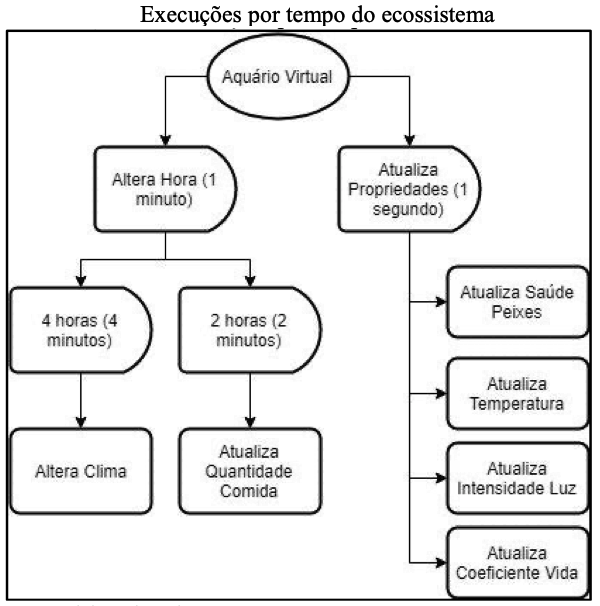 Execuções por tempo do ecossistema
Aquário Virtual
Altera Hora (1
minuto)
Atualiza
Propriedades (1
segundo)
4 horas (4
minutos)
2 horas (2
minutos)
Atualiza Saúde
Peixes
Atualiza
Temperatura
Altera Clima
Atualiza
Quantidade
Comida
Atualiza
Intensidade Luz
Atualiza
Coeficiente Vida